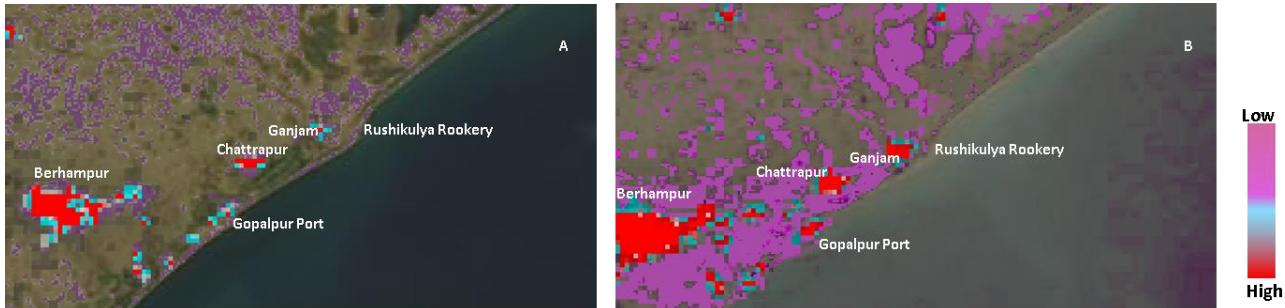 A
Ganjam
Rushikulya Rookery
Chattrapur
Berhampur
Gopalpur Port
B
Rushikulya Rookery
Ganjam
Chattrapur
Berhampur
Gopalpur Port
Low
High